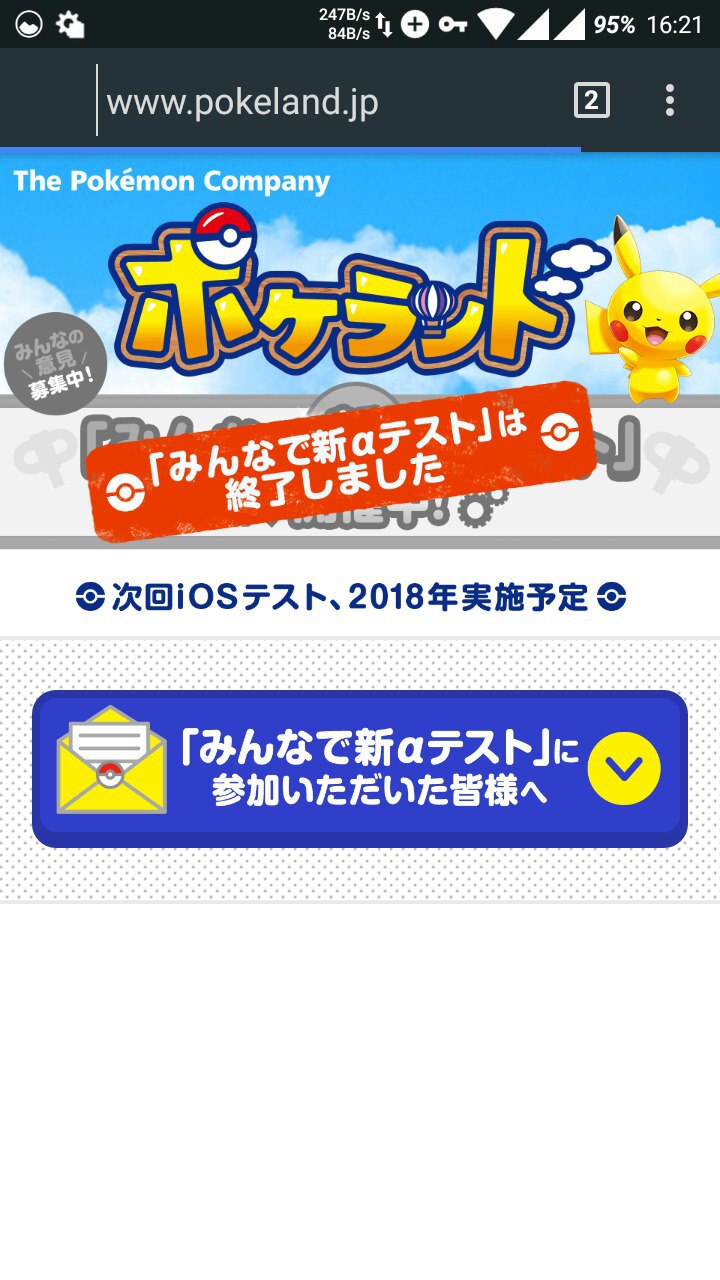 247B/s
84B/s
95%
16:21
www.pokeland.jp
2
The Pokémon Company
ポケランド
みんなの
意見
募集中!
「みんなで新αテスト」は
終了しました
開催中!
次回iOSテスト、2018年実施予定
「みんなで新αテスト」に
参加いただいた皆様へ